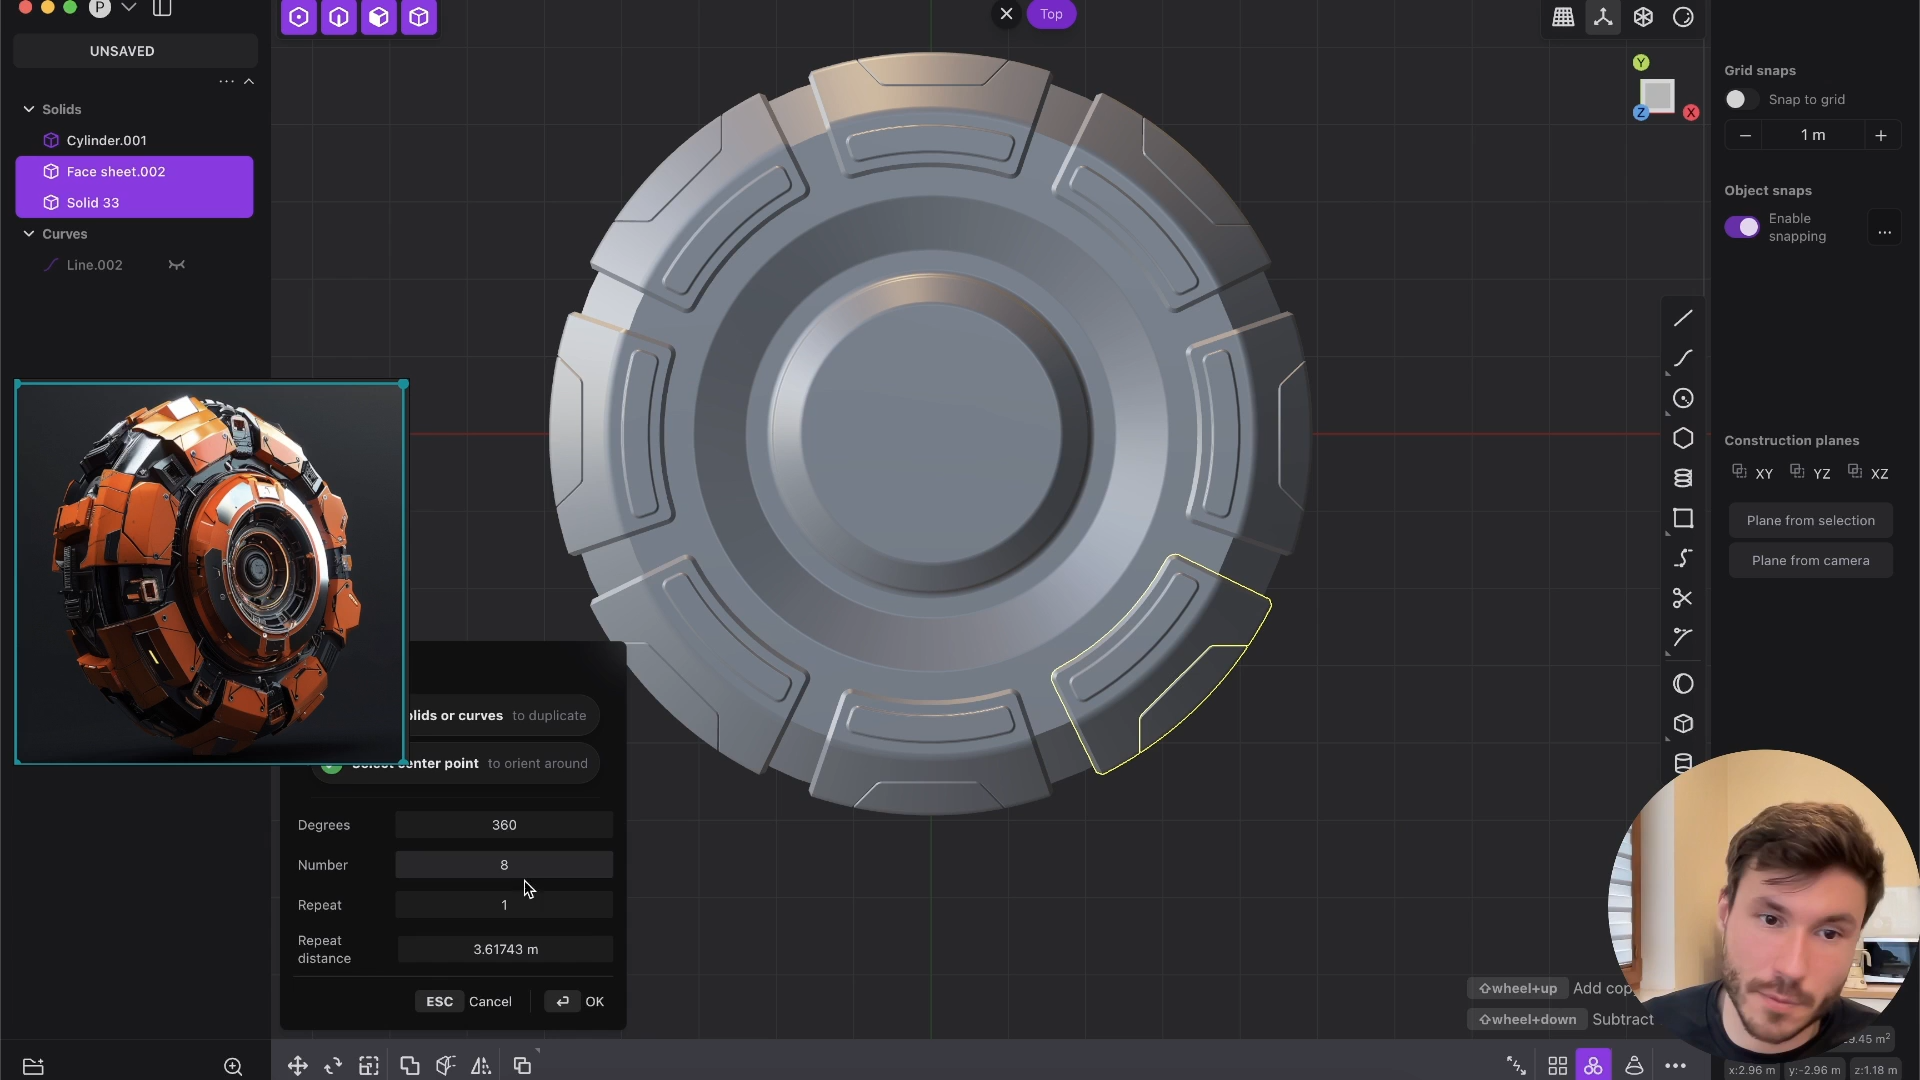 P
UNSAVED
Solids
Cylinder.001
Face sheet.002
Solid 33
Curves
Line.002
Top
Y
Z
X
Grid snaps
Snap to grid
1 m
Object snaps
Enable
snapping
Construction planes
XY YZ XZ
Plane from selection
Plane from camera
or curves to duplicate
center point to orient around
Degrees 360
Number 8
Repeat 1
Repeat
distance
3.61743 m
ESC Cancel OK
wheel+up Add
wheel+down Subtract
x:2.96 m y:-2.96 m z:1.18 m